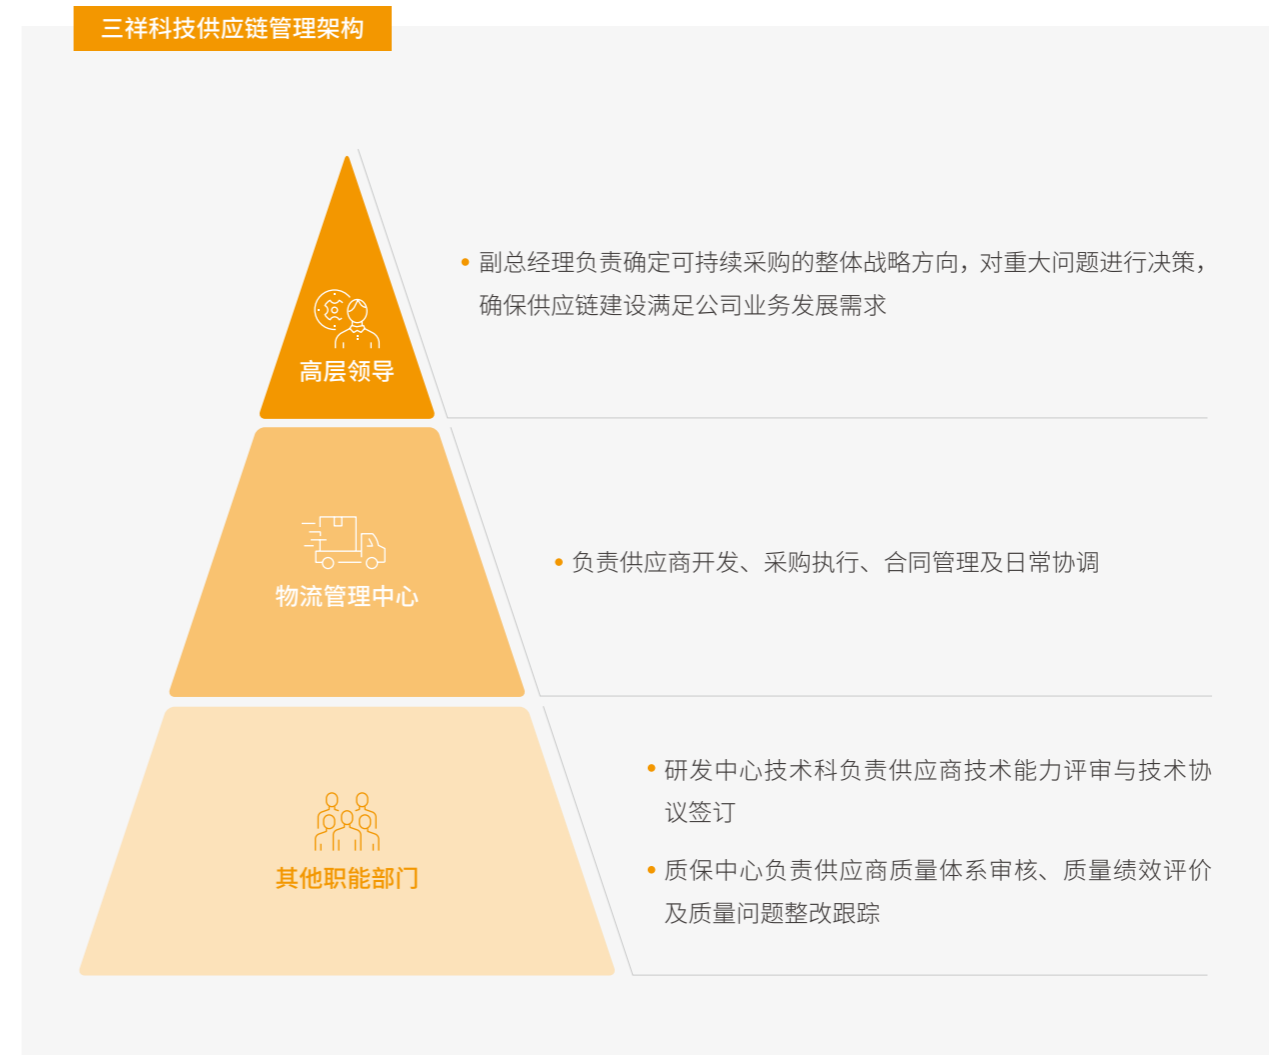 三祥科技供应链管理架构
• 副总经理负责确定可持续采购的整体战略方向，对重大问题进行决策，
确保供应链建设满足公司业务发展需求
高层领导
• 负责供应商开发、采购执行、合同管理及日常协调
物流管理中心
• 研发中心技术科负责供应商技术能力评审与技术协
议签订
• 质保中心负责供应商质量体系审核、质量绩效评价
及质量问题整改跟踪
其他职能部门